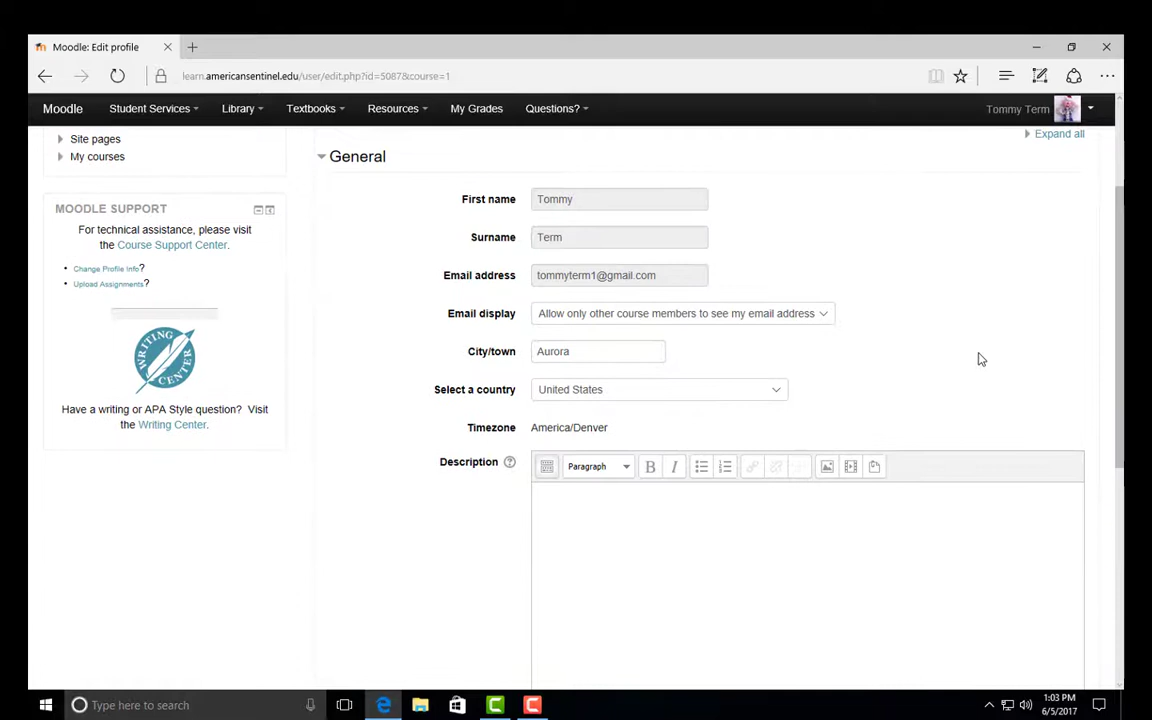 Moodle: Edit profile
learn.americansentinel.edu/user/edit.php?id=5087&course=1
Moodle Student Services Library Textbooks Resources My Grades Questions? Tommy Term
Site pages
My courses
Expand all
General
MOODLE SUPPORT
For technical assistance, please visit
the Course Support Center.
Change Profile Info?
Upload Assignments?
WRITING CENTER
Have a writing or APA Style question? Visit
the Writing Center.
First name Tommy
Surname Term
Email address tommyterm1@gmail.com
Email display Allow only other course members to see my email address
City/town Aurora
Select a country United States
Timezone America/Denver
Description Paragraph B I
Type here to search
1:03 PM
6/5/2017